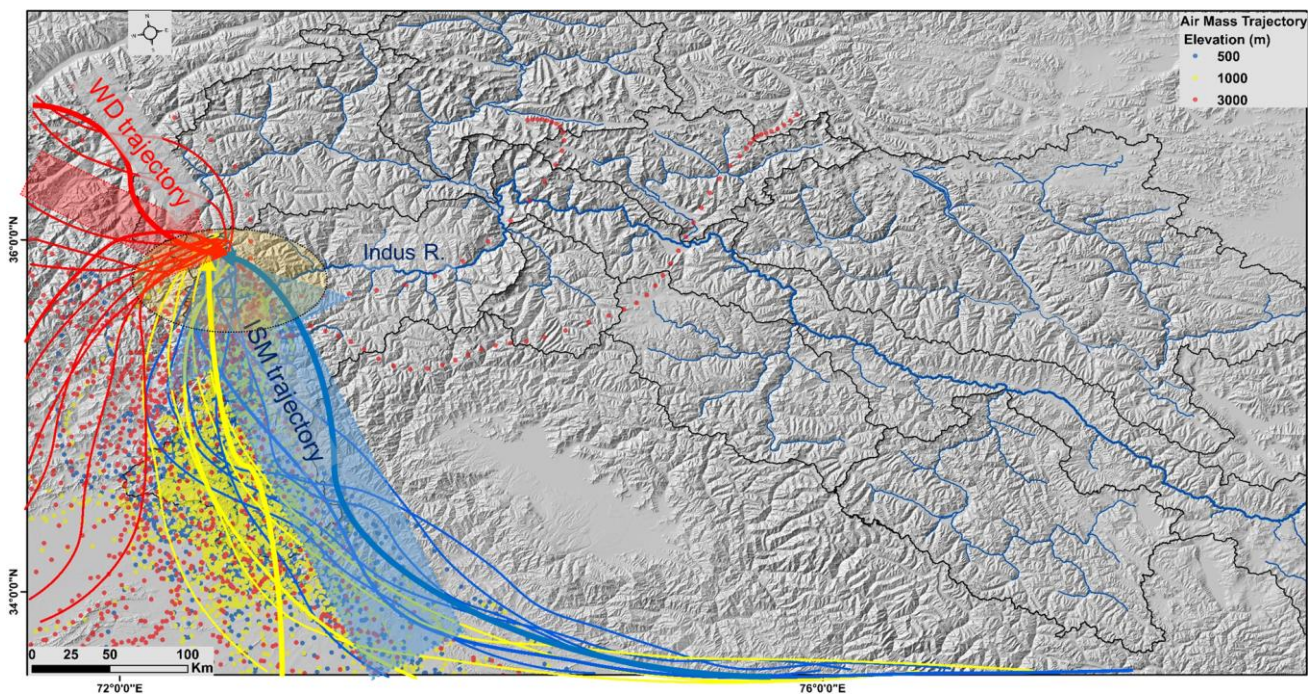 Air Mass Trajectory
Elevation (m)
500
1000
3000
WD trajectory
36°0'0"N
Indus R.
ISM trajectory
34°0'0"N
0 25 50 100
Km
72°0'0"E 76°0'0"E